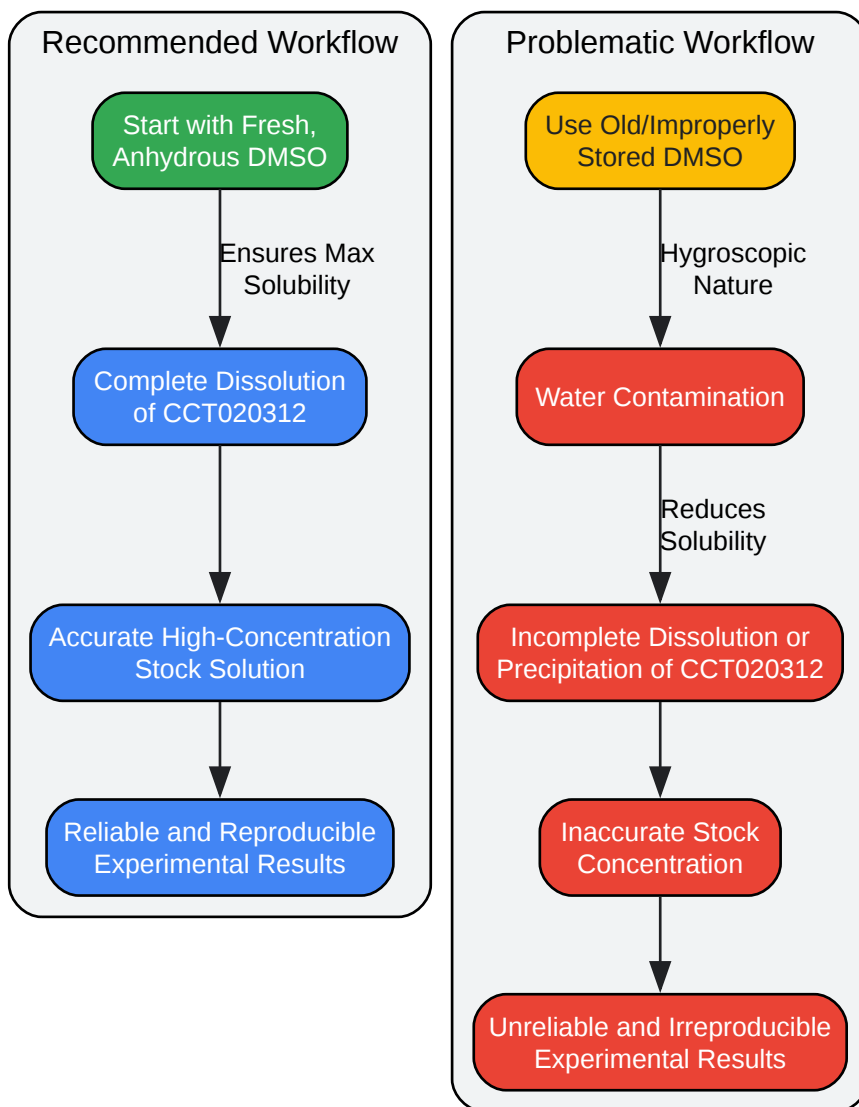 Recommended Workflow
Start with Fresh,
Anhydrous DMSO
Ensures Max
Solubility
Complete Dissolution
of CCT020312
Accurate High-Concentration
Stock Solution
Reliable and Reproducible
Experimental Results
Problematic Workflow
Use Old/Improperly
Stored DMSO
Hygroscopic
Nature
Water Contamination
Reduces
Solubility
Incomplete Dissolution or
Precipitation of CCT020312
Inaccurate Stock
Concentration
Unreliable and Irreproducible
Experimental Results